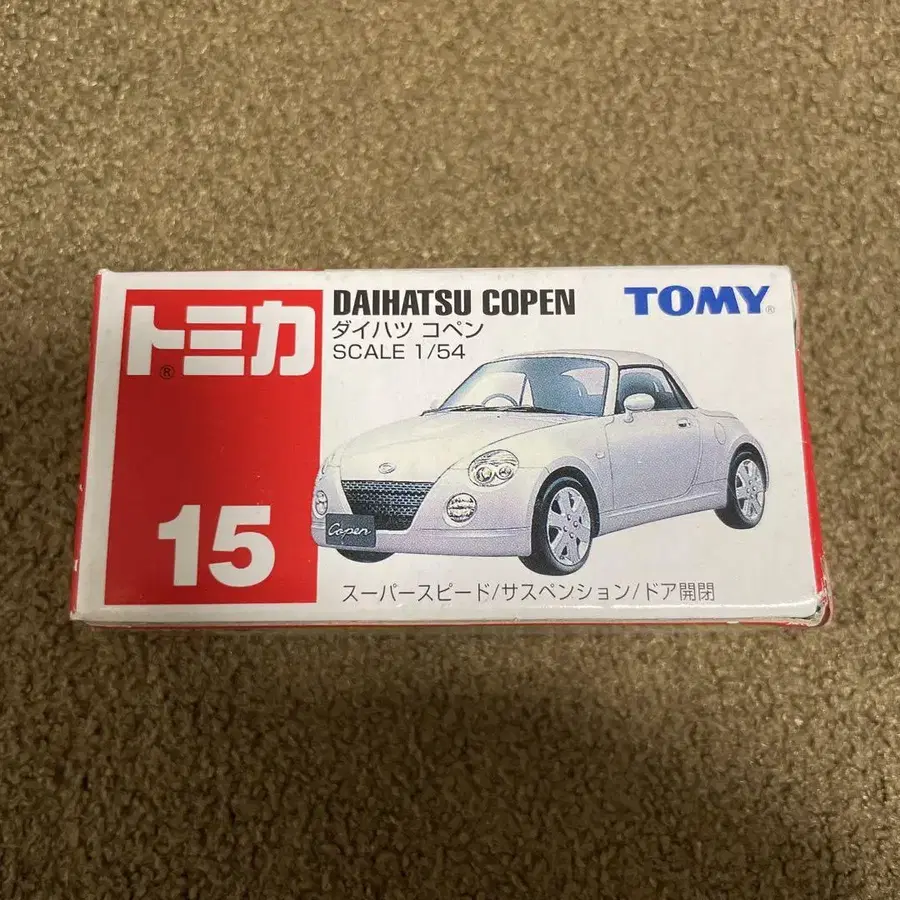 トミカ®
15
DAIHATSU COPEN
ダイハツ コペン
SCALE 1/54
TOMY®
Copen
スーパースピード/サスペンション/ドア開閉